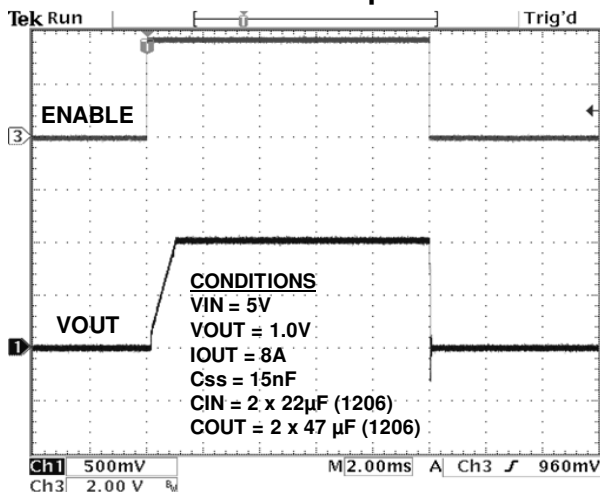 Tek Run Trig'd
T
T
ENABLE
3
CONDITIONS
VIN = 5V
VOUT = 1.0V
VOUT
IOUT = 8A
1
Css = 15nF
CIN = 2 x 22µF (1206)
COUT = 2 x 47 µF (1206)
Ch1 500mV M 2.00ms A Ch3 ʃ 960mV
Ch3 2.00 V BW